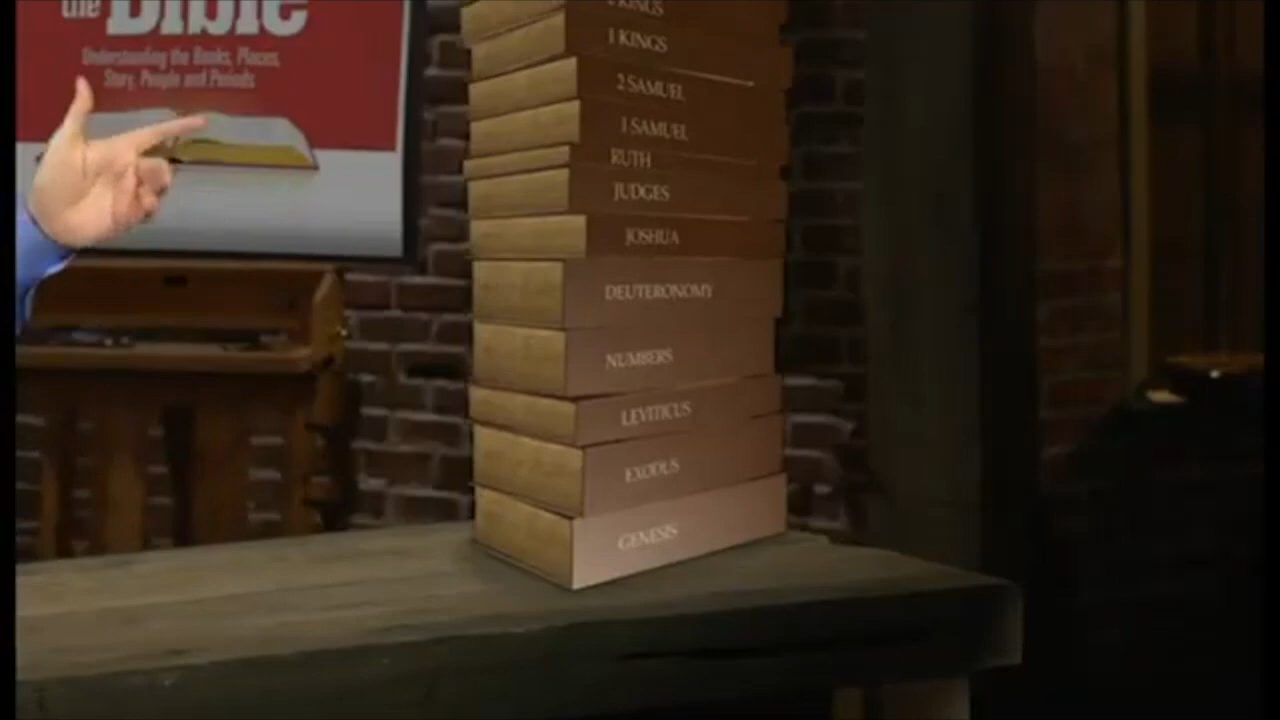 the Bible
Understanding the Books, Places,
Story, People and Periods
KINGS
1 KINGS
2 SAMUEL
1 SAMUEL
RUTH
JUDGES
JOSHUA
DEUTERONOMY
NUMBERS
LEVITICUS
EXODUS
GENESIS